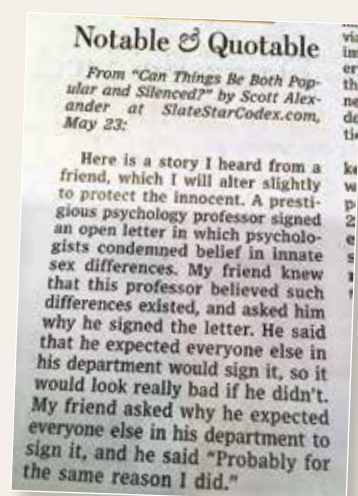 Notable & Quotable
From “Can Things Be Both Pop-
ular and Silenced?” by Scott Alex-
ander at SlateStarCodex.com,
May 23:
Here is a story I heard from a
friend, which I will alter slightly
to protect the innocent. A presti-
gious psychology professor signed
an open letter in which psycholo-
gists condemned belief in innate
sex differences. My friend knew
that this professor believed such
differences existed, and asked him
why he signed the letter. He said
that he expected everyone else in
his department would sign it, so it
would look really bad if he didn’t.
My friend asked why he expected
everyone else in his department to
sign it, and he said “Probably for
the same reason I did.”